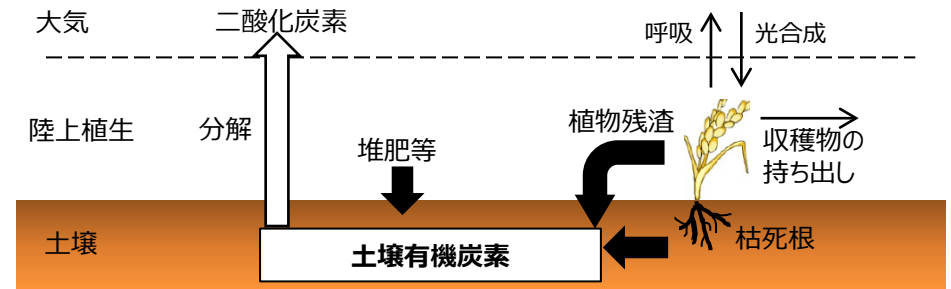 大気
二酸化炭素
呼吸
光合成
陸上植生
分解
堆肥等
植物残渣
収穫物の
持ち出し
土壌
土壌有機炭素
枯死根